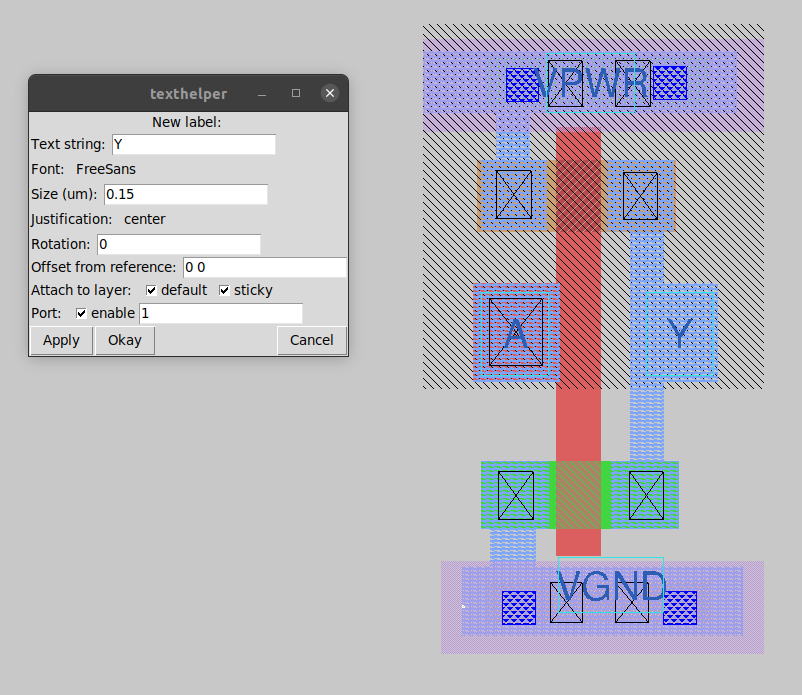 texthelper
New label:
Text string: Y
Font: FreeSans
Size (um): 0.15
Justification: center
Rotation: 0
Offset from reference: 0 0
Attach to layer: default sticky
Port: enable 1
Apply Okay Cancel
VPWR
A Y
VGND